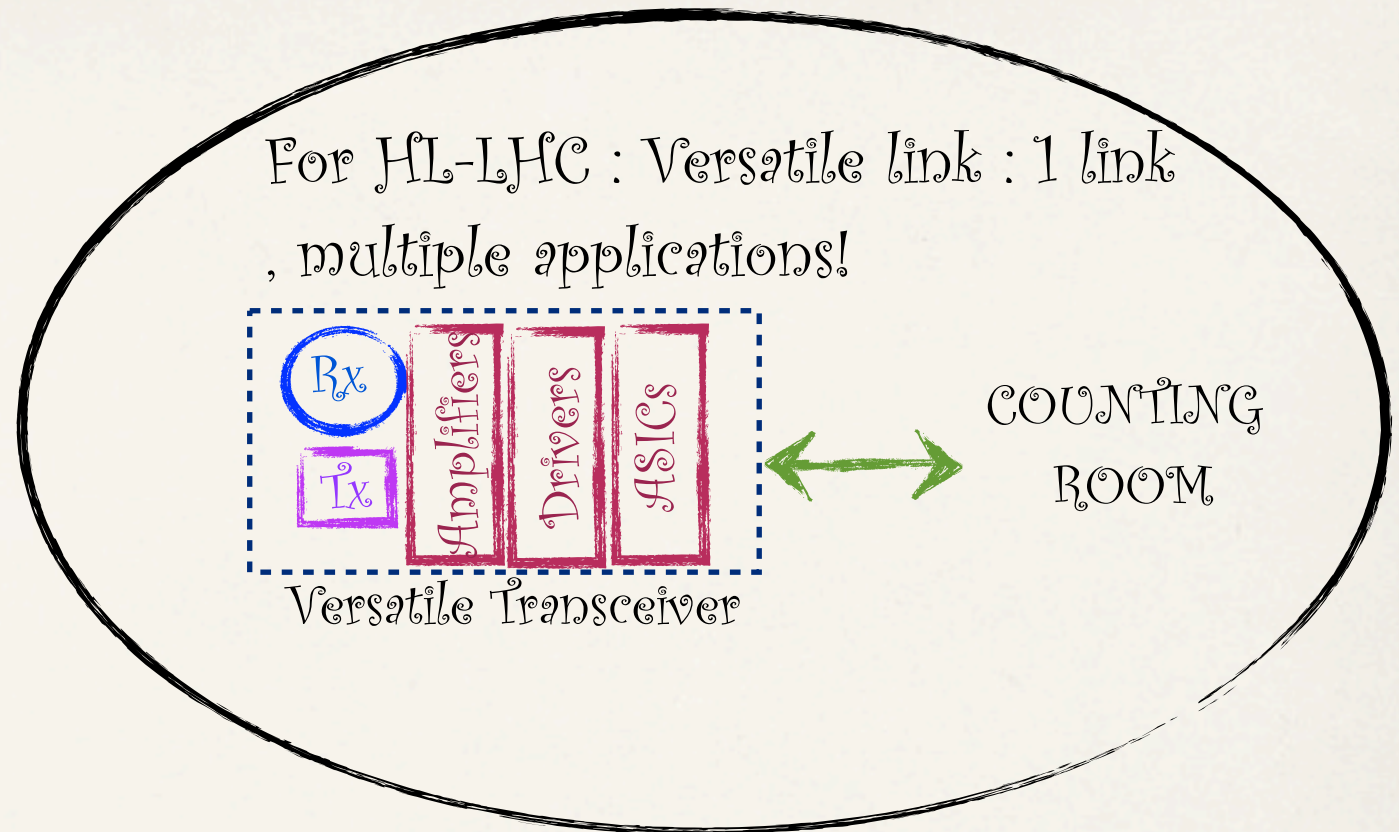 For HL-LHC : Versatile link : 1 link
, multiple applications!
Rx
Tx
Amplifiers
Drivers
ASICs
COUNTING
ROOM
Versatile Transceiver